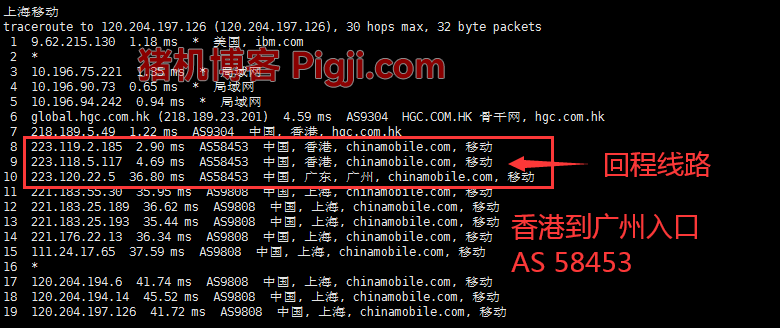 上海移动
traceroute to 120.204.197.126 (120.204.197.126), 30 hops max, 32 byte packets
1 9.62.215.130 1.18 ms * 美国, ibm.com
2 *
3 10.196.75.221 1.35 ms * 局域网
4 10.196.90.73 0.65 ms * 局域网
5 10.196.94.242 0.94 ms * 局域网
猪机博客 Pigji.com
6 global.hgc.com.hk (218.189.23.201) 4.59 ms AS9304 HGC.COM.HK 骨干网, hgc.com.hk
7 218.189.5.49 1.22 ms AS9304 中国, 香港, hgc.com.hk
8 223.119.2.185 2.90 ms AS58453 中国, 香港, chinamobile.com, 移动
9 223.118.5.117 4.69 ms AS58453 中国, 香港, chinamobile.com, 移动
10 223.120.22.5 36.80 ms AS58453 中国, 广东, 广州, chinamobile.com, 移动
回程线路
11 221.183.55.30 35.95 ms AS9808 中国, 上海, chinamobile.com, 移动
12 221.183.25.189 36.62 ms AS9808 中国, 上海, chinamobile.com, 移动
13 221.183.25.193 35.44 ms AS9808 中国, 上海, chinamobile.com, 移动
14 221.176.22.13 36.34 ms AS9808 中国, 上海, chinamobile.com, 移动
15 111.24.17.65 37.59 ms AS9808 中国, 上海, chinamobile.com, 移动
16 *
17 120.204.194.6 41.74 ms AS9808 中国, 上海, chinamobile.com, 移动
18 120.204.194.14 45.52 ms AS9808 中国, 上海, chinamobile.com, 移动
19 120.204.197.126 41.72 ms AS9808 中国, 上海, chinamobile.com, 移动
香港到广州入口
AS 58453